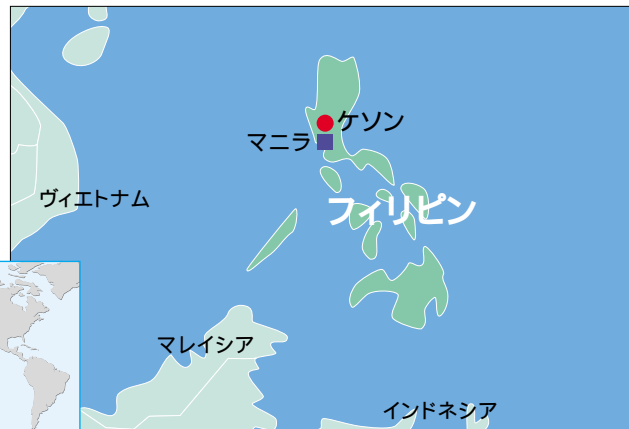 ケソン
マニラ
ヴィエトナム
フィリピン
マレイシア
インドネシア